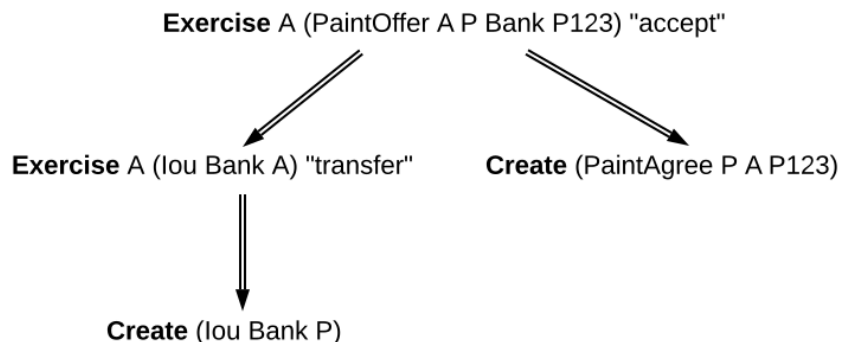 Exercise A (PaintOffer A P Bank P123) "accept"
Exercise A (Iou Bank A) "transfer"
Create (PaintAgree P A P123)
Create (Iou Bank P)